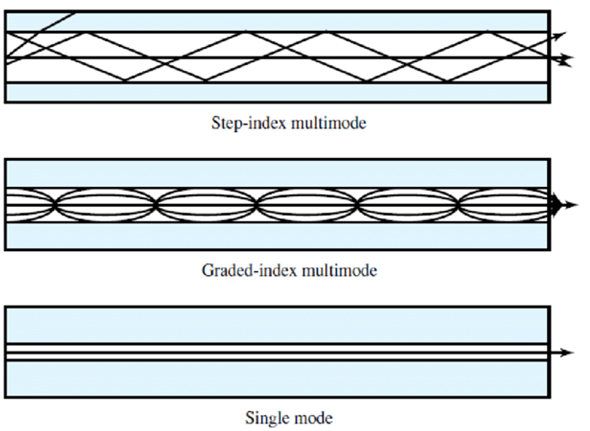 Step-index multimode
Graded-index multimode
Single mode